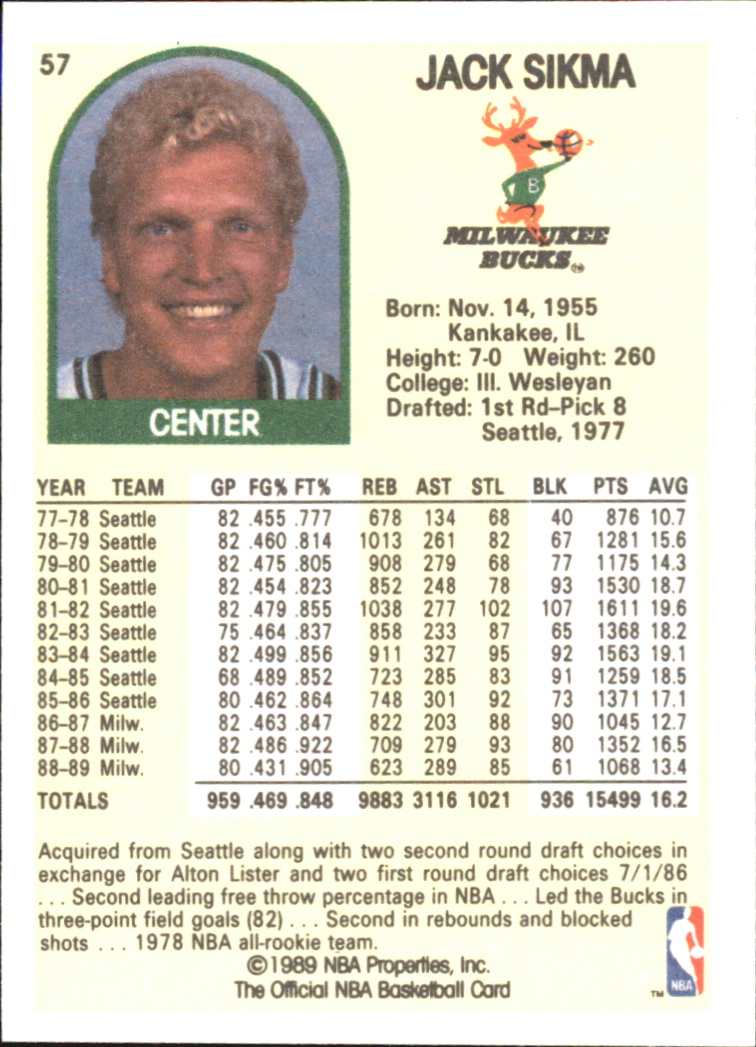 57
JACK SIKMA
B
MILWAUKEE
BUCKS™
Born: Nov. 14, 1955
Kankakee, IL
Height: 7-0 Weight: 260
College: Ill. Wesleyan
Drafted: 1st Rd–Pick 8
Seattle, 1977
CENTER
YEAR TEAM GP FG% FT% REB AST STL BLK PTS AVG
77–78 Seattle 82 .455 .777 678 134 68 40 876 10.7
78–79 Seattle 82 .460 .814 1013 261 82 67 1281 15.6
79–80 Seattle 82 .475 .805 908 279 68 77 1175 14.3
80–81 Seattle 82 .454 .823 852 248 78 93 1530 18.7
81–82 Seattle 82 .479 .855 1038 277 102 107 1611 19.6
82–83 Seattle 75 .464 .837 858 233 87 65 1368 18.2
83–84 Seattle 82 .499 .856 911 327 95 92 1563 19.1
84–85 Seattle 68 .489 .852 723 285 83 91 1259 18.5
85–86 Seattle 80 .462 .864 748 301 92 73 1371 17.1
86–87 Milw. 82 .463 .847 822 203 88 90 1045 12.7
87–88 Milw. 82 .486 .922 709 279 93 80 1352 16.5
88–89 Milw. 80 .431 .905 623 289 85 61 1068 13.4
TOTALS 959 .469 .848 9883 3116 1021 936 15499 16.2
Acquired from Seattle along with two second round draft choices in
exchange for Alton Lister and two first round draft choices 7/1/86
. . . Second leading free throw percentage in NBA . . . Led the Bucks in
three-point field goals (82) . . . Second in rebounds and blocked
shots . . . 1978 NBA all-rookie team.
©1989 NBA Properties, Inc.
The Official NBA Basketball Card
NBA
™